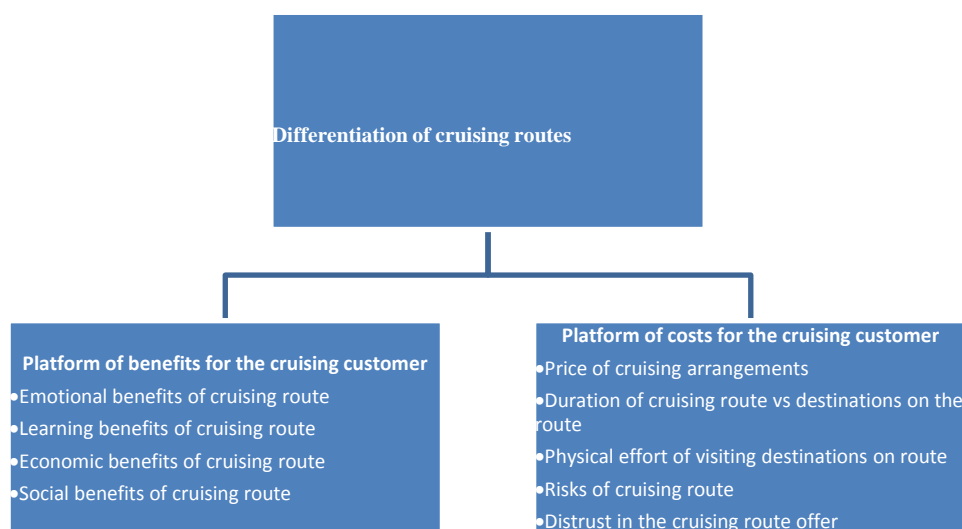 Differentiation of cruising routes
Platform of benefits for the cruising customer
•Emotional benefits of cruising route
•Learning benefits of cruising route
•Economic benefits of cruising route
•Social benefits of cruising route
Platform of costs for the cruising customer
•Price of cruising arrangements
•Duration of cruising route vs destinations on the
route
•Physical effort of visiting destinations on route
•Risks of cruising route
•Distrust in the cruising route offer